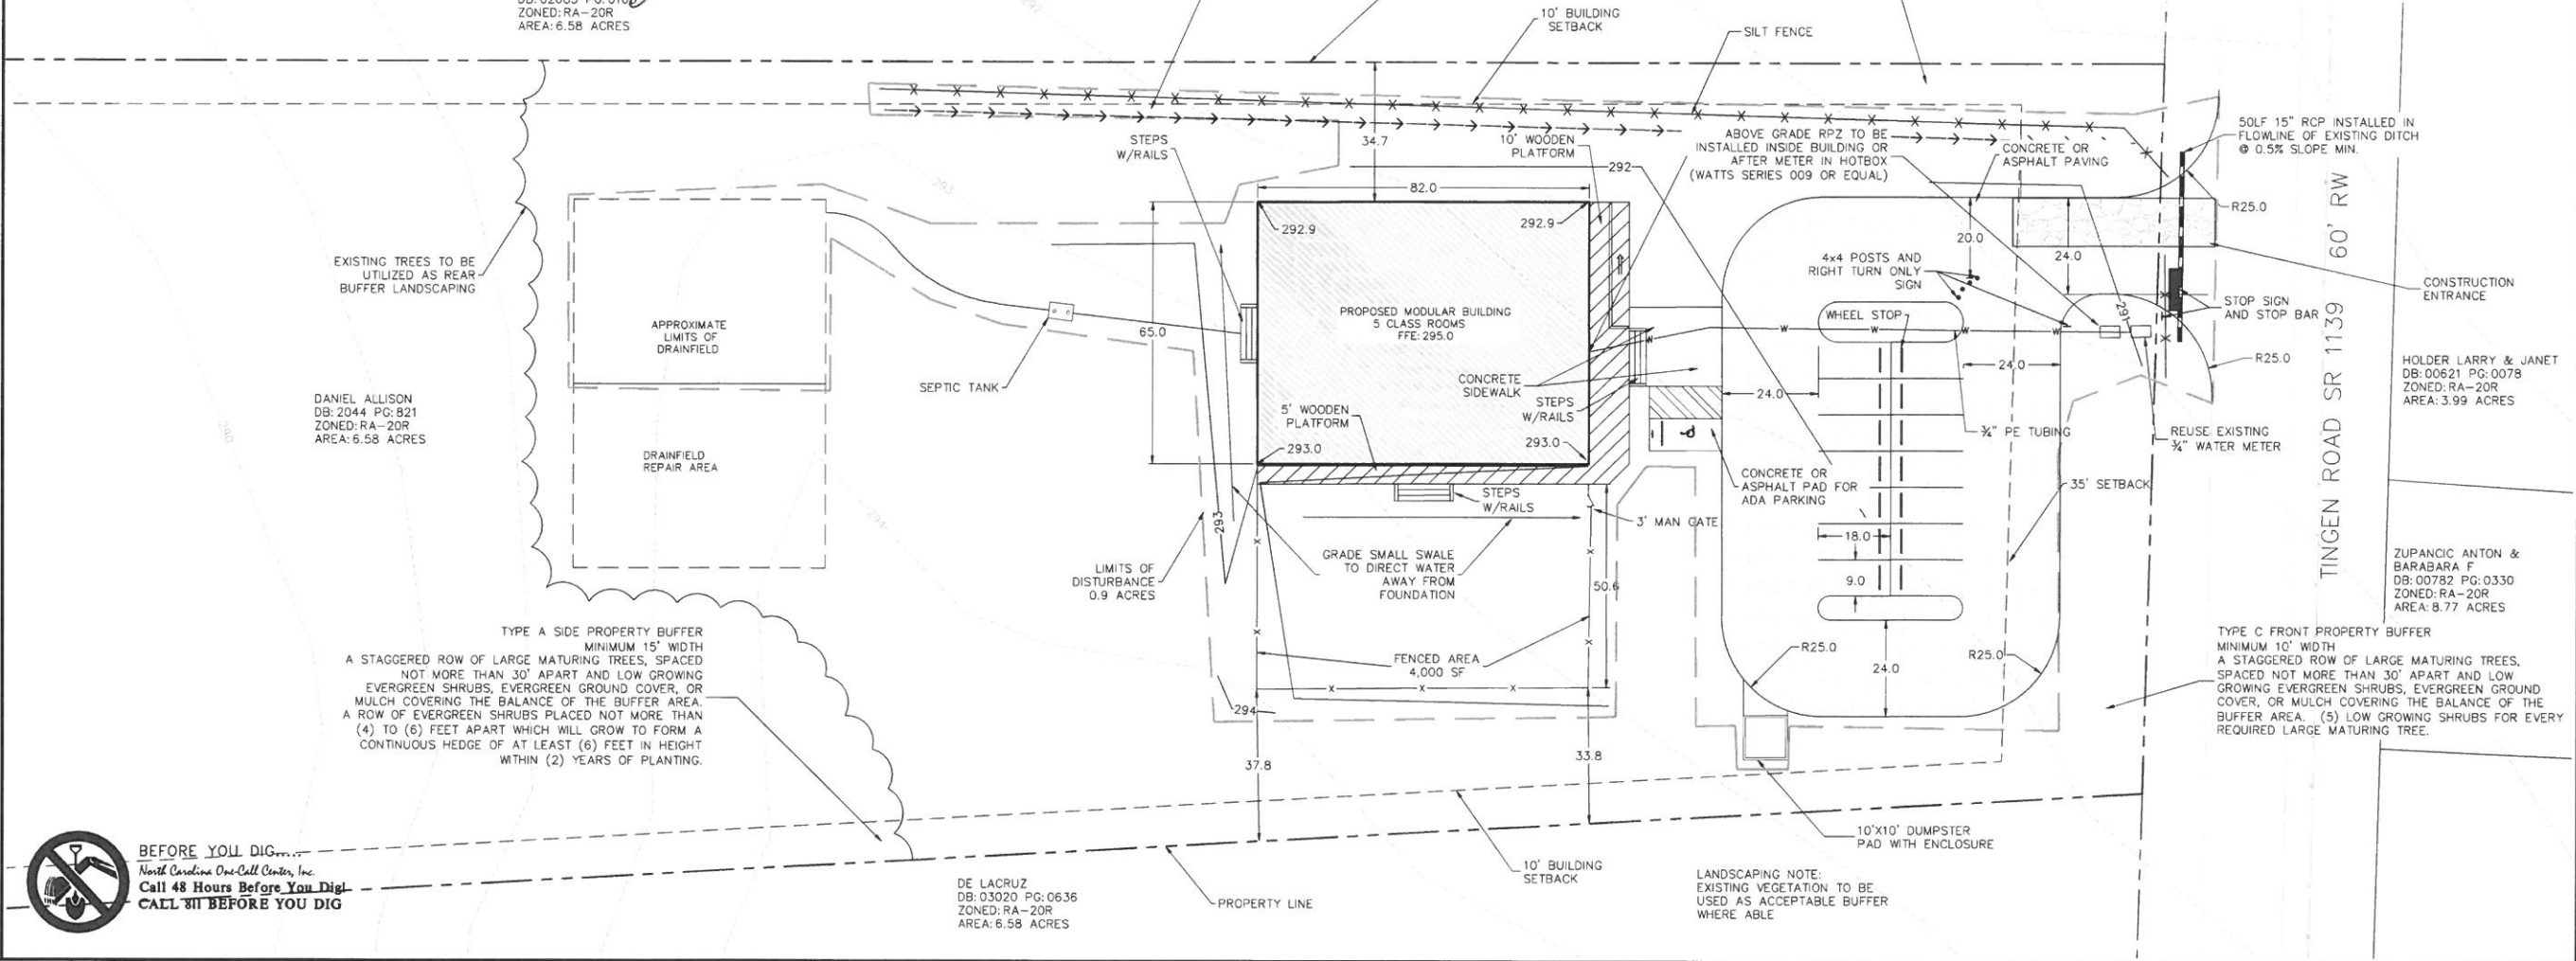 ZONED: RA-20R
AREA: 6.58 ACRES
10' BUILDING
SETBACK
SILT FENCE
STEPS
W/RAILS
34.7
10' WOODEN
PLATFORM
292
ABOVE GRADE RPZ TO BE
INSTALLED INSIDE BUILDING OR
AFTER METER IN HOTBOX
(WATTS SERIES 009 OR EQUAL)
CONCRETE OR
ASPHALT PAVING
50LF 15" RCP INSTALLED IN
FLOWLINE OF EXISTING DITCH
@ 0.5% SLOPE MIN.
82.0
293
292.9
292.9
R25.0
20.0
24.0
EXISTING TREES TO BE
UTILIZED AS REAR
BUFFER LANDSCAPING
4x4 POSTS AND
RIGHT TURN ONLY
SIGN
CONSTRUCTION
ENTRANCE
STOP SIGN
AND STOP BAR
291
APPROXIMATE
LIMITS OF
DRAINFIELD
65.0
PROPOSED MODULAR BUILDING
5 CLASS ROOMS
FFE: 295.0
WHEEL STOP
W
W
W
W
W
TINGEN ROAD SR 1139 60' RW
SEPTIC TANK
CONCRETE
SIDEWALK
STEPS
W/RAILS
24.0
24.0
R25.0
HOLDER LARRY & JANET
DB: 00621 PG: 0078
ZONED: RA-20R
AREA: 3.99 ACRES
DANIEL ALLISON
DB: 2044 PG: 821
ZONED: RA-20R
AREA: 6.58 ACRES
290
5' WOODEN
PLATFORM
293.0
293.0
¾" PE TUBING
REUSE EXISTING
¾" WATER METER
DRAINFIELD
REPAIR AREA
CONCRETE OR
ASPHALT PAD FOR
ADA PARKING
35' SETBACK
294
293
STEPS
W/RAILS
3' MAN GATE
18.0
9.0
LIMITS OF
DISTURBANCE
0.9 ACRES
GRADE SMALL SWALE
TO DIRECT WATER
AWAY FROM
FOUNDATION
50.6
ZUPANCIC ANTON &
BARABARA F
DB: 00782 PG: 0330
ZONED: RA-20R
AREA: 8.77 ACRES
TYPE A SIDE PROPERTY BUFFER
MINIMUM 15' WIDTH
A STAGGERED ROW OF LARGE MATURING TREES, SPACED
NOT MORE THAN 30' APART AND LOW GROWING
EVERGREEN SHRUBS, EVERGREEN GROUND COVER, OR
MULCH COVERING THE BALANCE OF THE BUFFER AREA.
A ROW OF EVERGREEN SHRUBS PLACED NOT MORE THAN
(4) TO (6) FEET APART WHICH WILL GROW TO FORM A
CONTINUOUS HEDGE OF AT LEAST (6) FEET IN HEIGHT
WITHIN (2) YEARS OF PLANTING.
FENCED AREA
4,000 SF
R25.0
R25.0
24.0
TYPE C FRONT PROPERTY BUFFER
MINIMUM 10' WIDTH
A STAGGERED ROW OF LARGE MATURING TREES,
SPACED NOT MORE THAN 30' APART AND LOW
GROWING EVERGREEN SHRUBS, EVERGREEN GROUND
COVER, OR MULCH COVERING THE BALANCE OF THE
BUFFER AREA. (5) LOW GROWING SHRUBS FOR EVERY
REQUIRED LARGE MATURING TREE.
294
37.8
33.8
10'X10' DUMPSTER
PAD WITH ENCLOSURE
BEFORE YOU DIG.....
North Carolina One-Call Center, Inc.
Call 48 Hours Before You Dig!
CALL 811 BEFORE YOU DIG
DE LACRUZ
DB: 03020 PG: 0636
ZONED: RA-20R
AREA: 6.58 ACRES
PROPERTY LINE
10' BUILDING
SETBACK
LANDSCAPING NOTE:
EXISTING VEGETATION TO BE
USED AS ACCEPTABLE BUFFER
WHERE ABLE